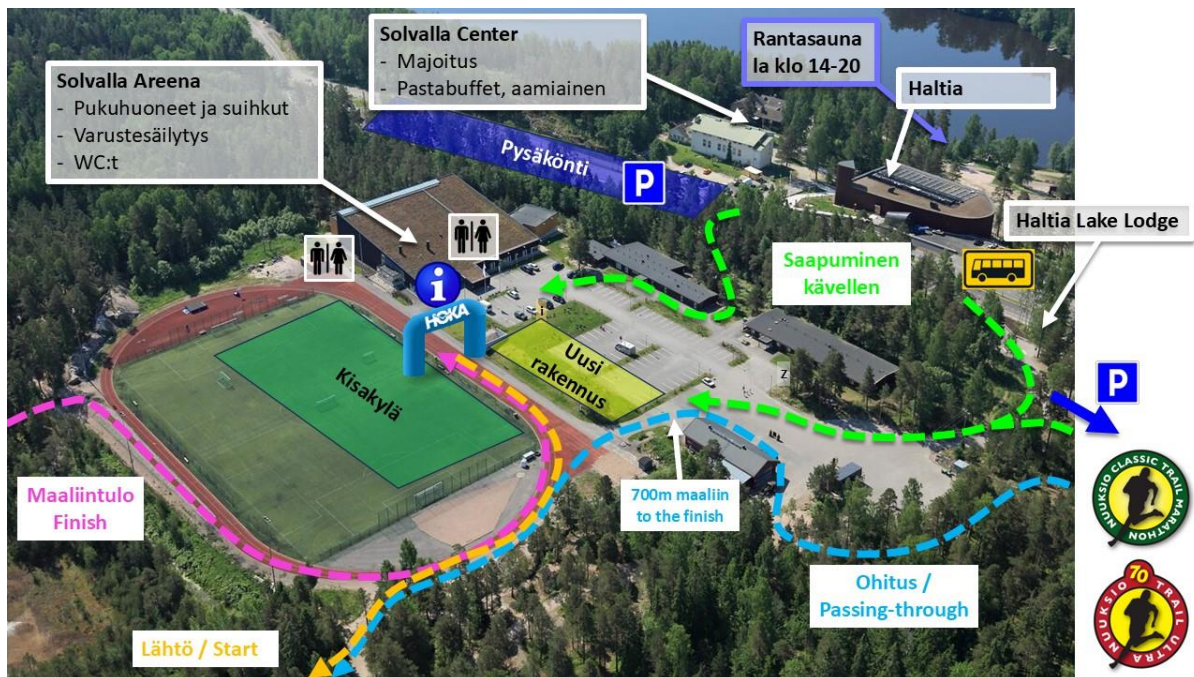 Solvalla Areena
- Pukuhuoneet ja suihkut
- Varustesäilytys
- WC:t
Solvalla Center
- Majoitus
- Pastabuffet, aamiainen
Rantasauna
la klo 14-20
Haltia
Pysäkönti
P
Haltia Lake Lodge
Saapuminen
kävellen
i
HOKA
Kisakylä
Uusi
rakennus
Z
P
Maaliintulo
Finish
700m maaliin
to the finish
Ohitus /
Passing-through
Lähtö / Start
NUUKSIO CLASSIC TRAIL MARATHON
70
NUUKSIO TRAIL ULTRA